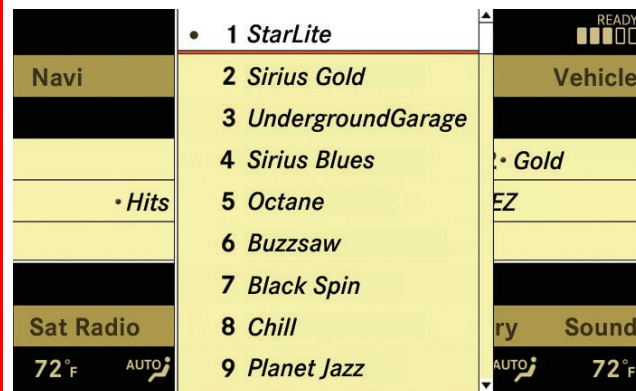 READY
1 StarLite
Navi
2 Sirius Gold
Vehicle
3 UndergroundGarage
4 Sirius Blues
• Gold
• Hits
5 Octane
EZ
6 Buzzsaw
7 Black Spin
Sat Radio
8 Chill
ry
Sound
72°F
AUTO
9 Planet Jazz
AUTO
72°F